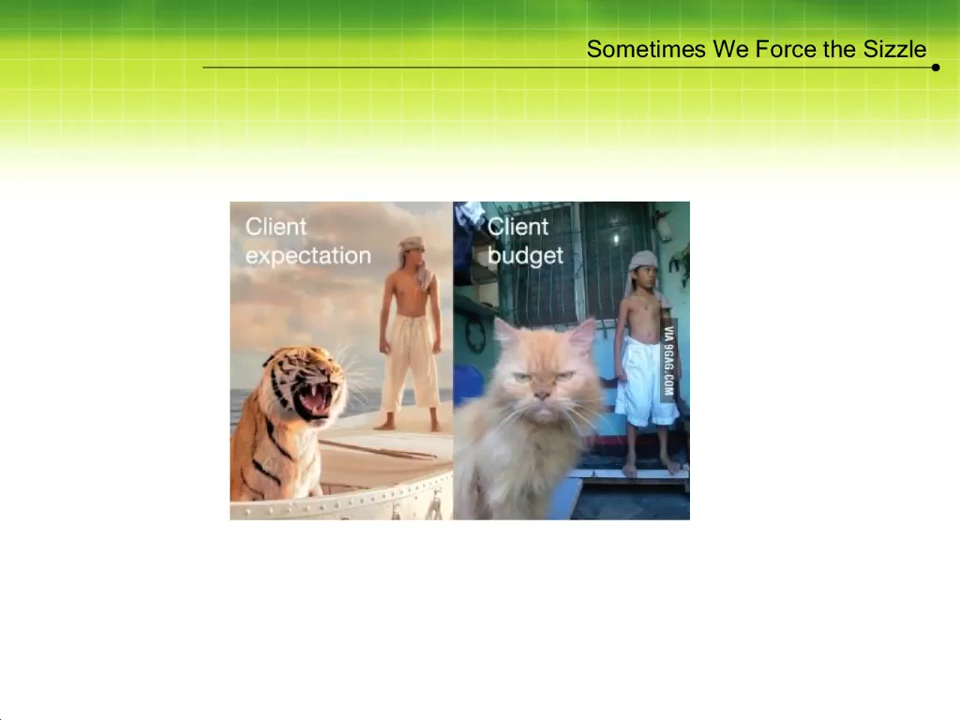 Sometimes We Force the Sizzle
Client
expectation
Client
budget
VIA 9GAG.COM